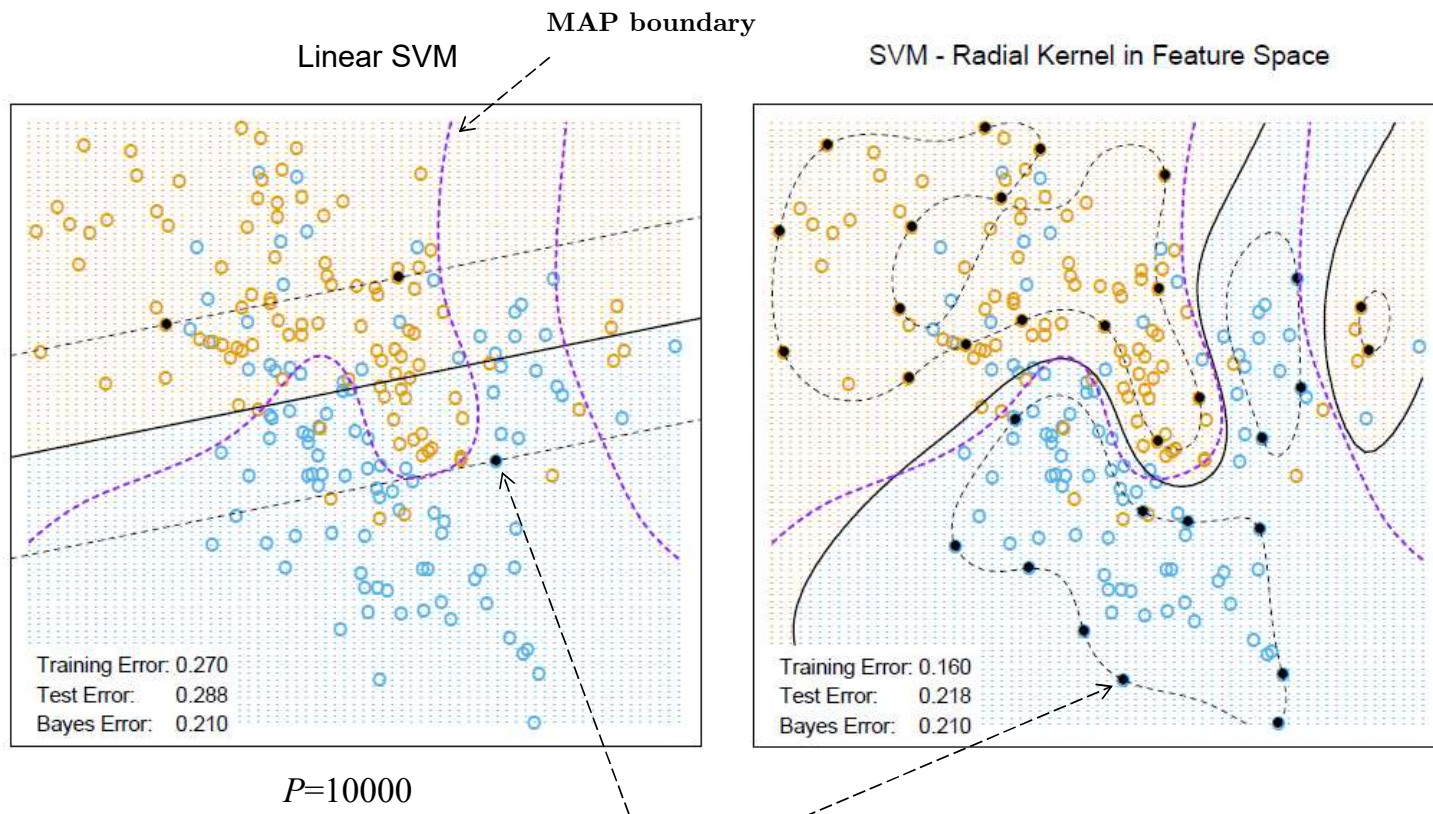 MAP boundary
Linear SVM
SVM - Radial Kernel in Feature Space
Training Error: 0.270
Test Error: 0.288
Bayes Error: 0.210
Training Error: 0.160
Test Error: 0.218
Bayes Error: 0.210
P=10000